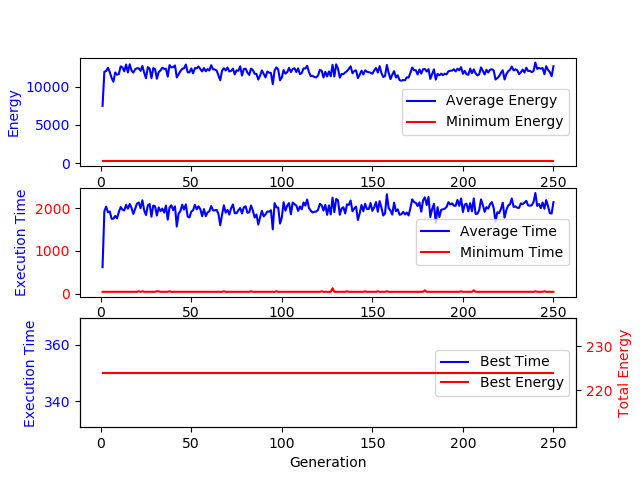 Energy
10000
5000
0
Average Energy
Minimum Energy
0
50
100
150
200
250
Execution Time
2000
1000
0
Average Time
Minimum Time
0
50
100
150
200
250
Execution Time
360
340
Best Time
Best Energy
230
220
Total Energy
0
50
100
150
200
250
Generation